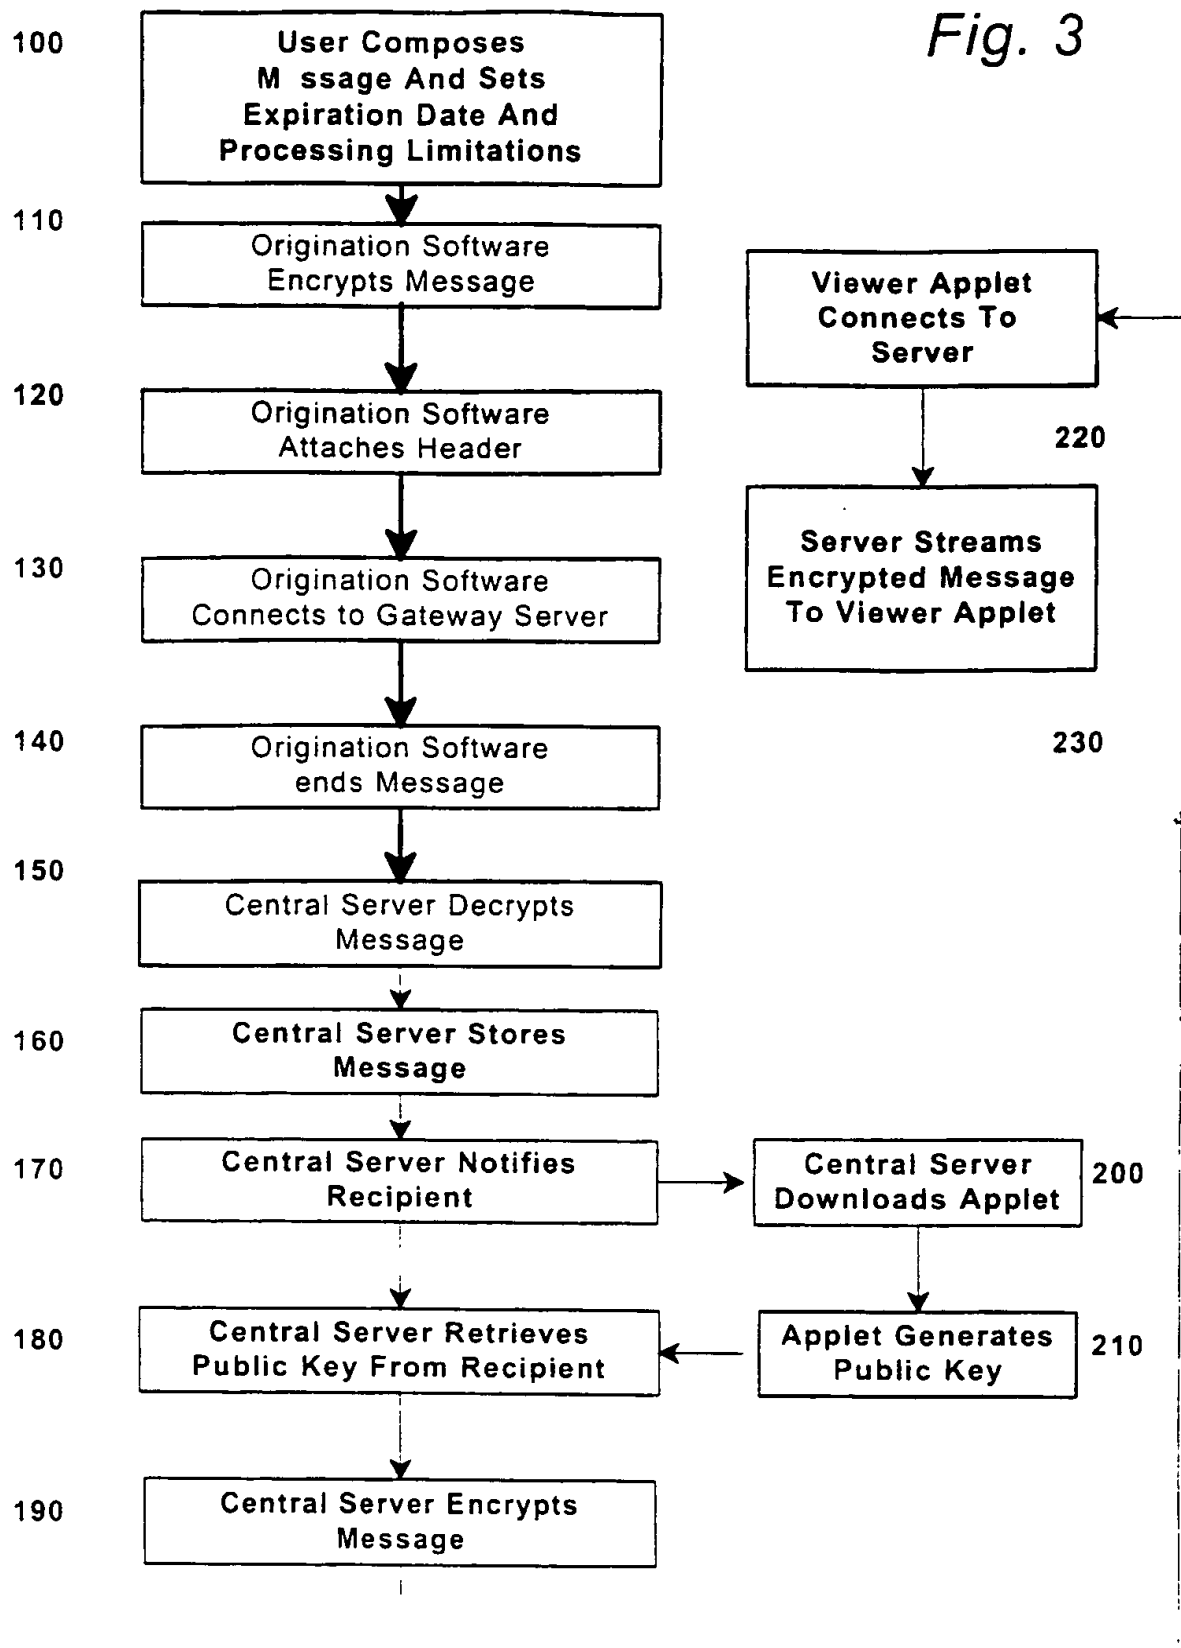 Fig. 3
100
User Composes
M ssage And Sets
Expiration Date And
Processing Limitations
110
Origination Software
Encrypts Message
120
Origination Software
Attaches Header
130
Origination Software
Connects to Gateway Server
140
Origination Software
ends Message
150
Central Server Decrypts
Message
160
Central Server Stores
Message
170
Central Server Notifies
Recipient
200
Central Server
Downloads Applet
210
Applet Generates
Public Key
180
Central Server Retrieves
Public Key From Recipient
190
Central Server Encrypts
Message
Viewer Applet
Connects To
Server
220
Server Streams
Encrypted Message
To Viewer Applet
230